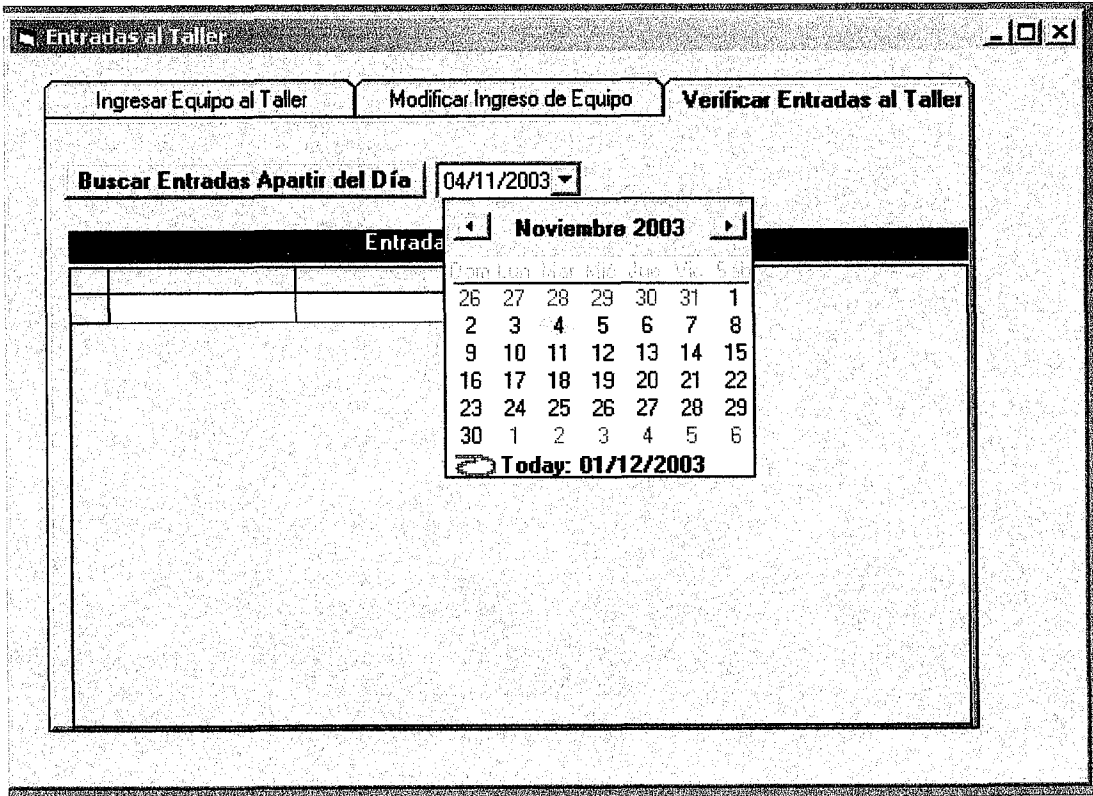 Entradas al Taller
Ingresar Equipo al Taller Modificar Ingreso de Equipo Verificar Entradas al Taller
Buscar Entradas Apartir del Día 04/11/2003
Noviembre 2003
Entrada
Dom Lun Mar Mié Jue Vie Sáb
26 27 28 29 30 31 1
2 3 4 5 6 7 8
9 10 11 12 13 14 15
16 17 18 19 20 21 22
23 24 25 26 27 28 29
30 1 2 3 4 5 6
Today: 01/12/2003